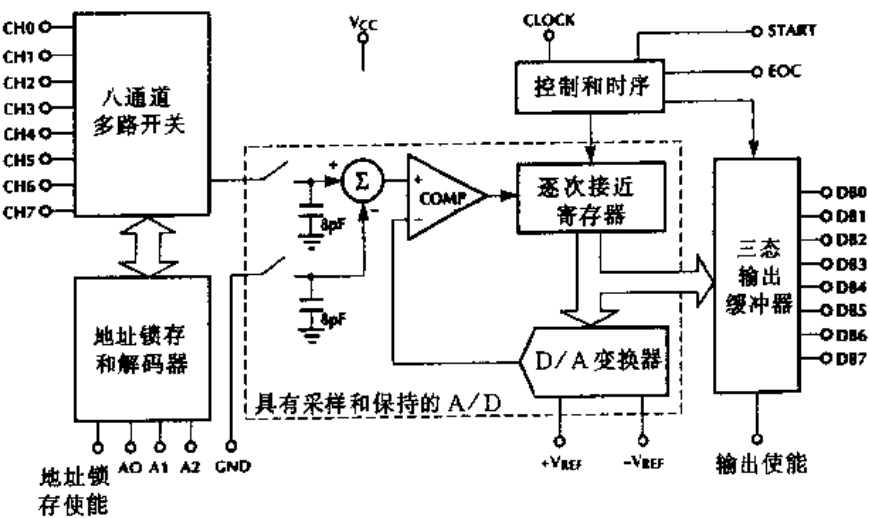 CH0
CH1
CH2
CH3
CH4
CH5
CH6
CH7
八通道
多路开关
VCC
CLOCK
START
EOC
控制和时序
+
Σ
-
8pF
8pF
+
COMP
-
逐次接近
寄存器
三态
输出
缓冲器
DB0
DB1
DB2
DB3
DB4
DB5
DB6
DB7
地址锁存
和解码器
D/A变换器
具有采样和保持的A/D
地址锁
存使能
A0
A1
A2
GND
+VREF
-VREF
输出使能